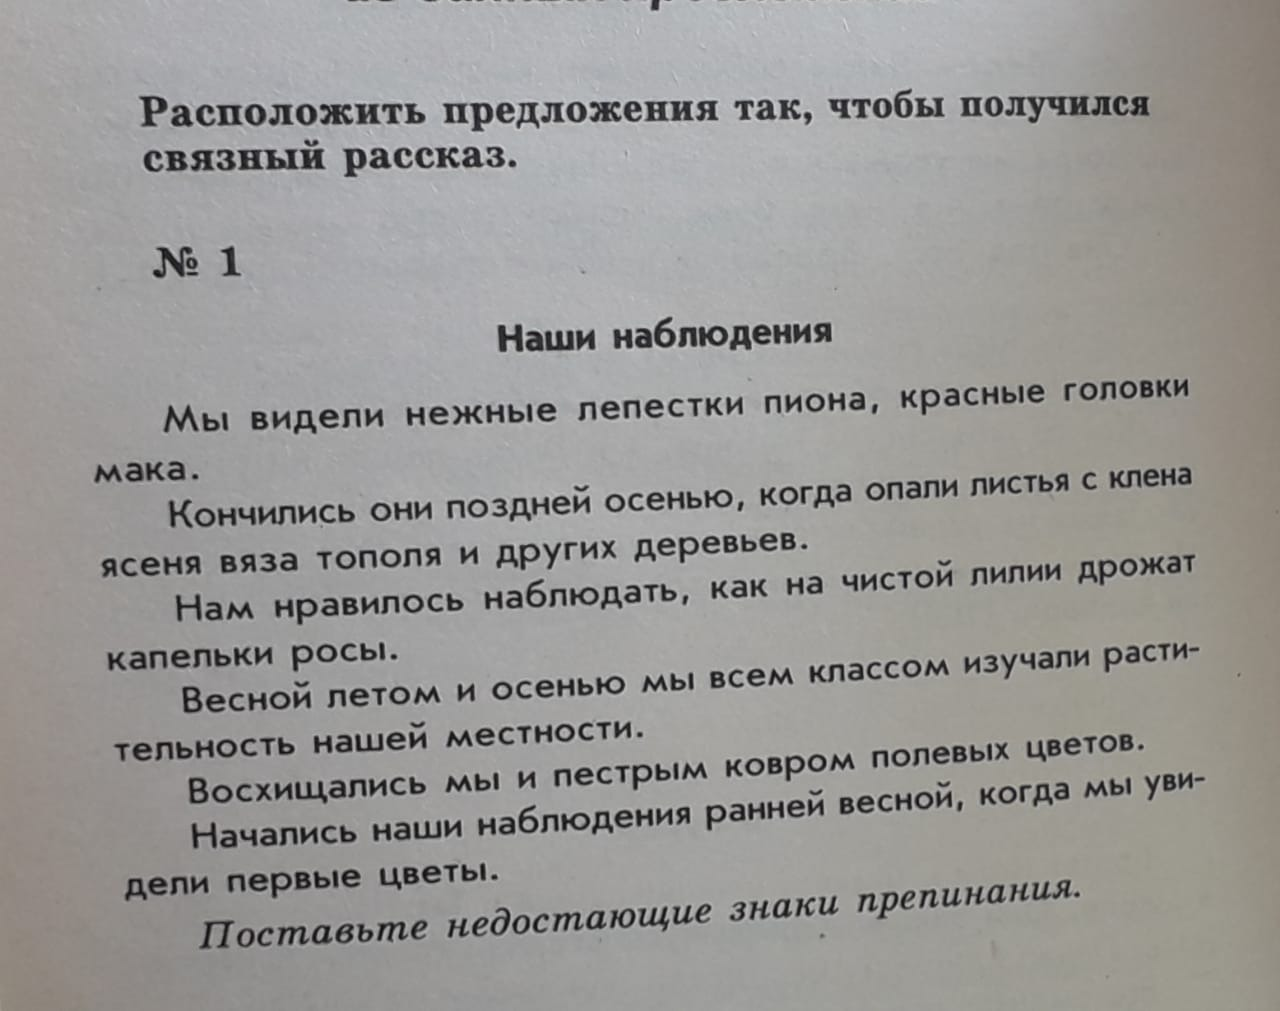 Расположить предложения так, чтобы получился
связный рассказ.
№ 1
Наши наблюдения
Мы видели нежные лепестки пиона, красные головки
мака.
Кончились они поздней осенью, когда опали листья с клена
ясеня вяза тополя и других деревьев.
Нам нравилось наблюдать, как на чистой лилии дрожат
капельки росы.
Весной летом и осенью мы всем классом изучали расти-
тельность нашей местности.
Восхищались мы и пестрым ковром полевых цветов.
Начались наши наблюдения ранней весной, когда мы уви-
дели первые цветы.
Поставьте недостающие знаки препинания.